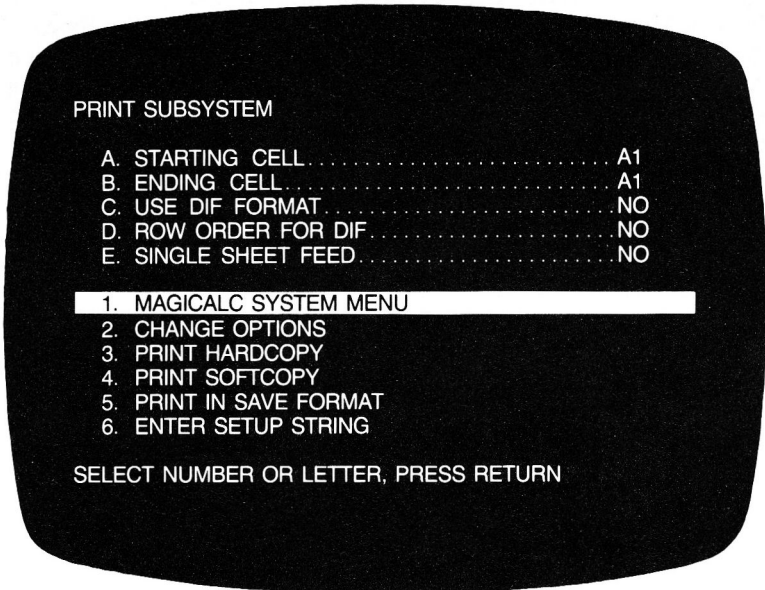 PRINT SUBSYSTEM
A. STARTING CELL................................A1
B. ENDING CELL..................................A1
C. USE DIF FORMAT..............................NO
D. ROW ORDER FOR DIF.........................NO
E. SINGLE SHEET FEED..........................NO
1. MAGICALC SYSTEM MENU
2. CHANGE OPTIONS
3. PRINT HARDCOPY
4. PRINT SOFTCOPY
5. PRINT IN SAVE FORMAT
6. ENTER SETUP STRING
SELECT NUMBER OR LETTER, PRESS RETURN